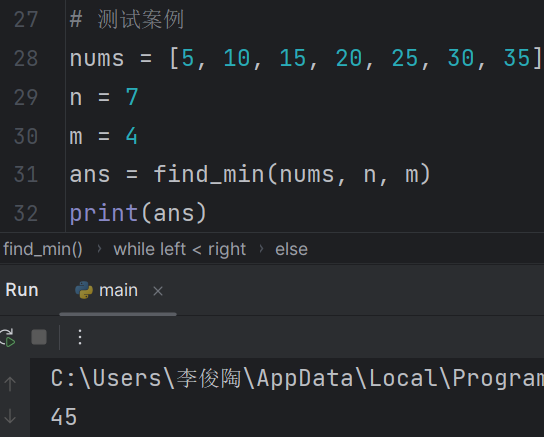 27 # 测试案例
28 nums = [5, 10, 15, 20, 25, 30, 35]
29 n = 7
30 m = 4
31 ans = find_min(nums, n, m)
32 print(ans)
find_min() › while left < right › else
Run main ×
C:\Users\李俊陶\AppData\Local\Program
45